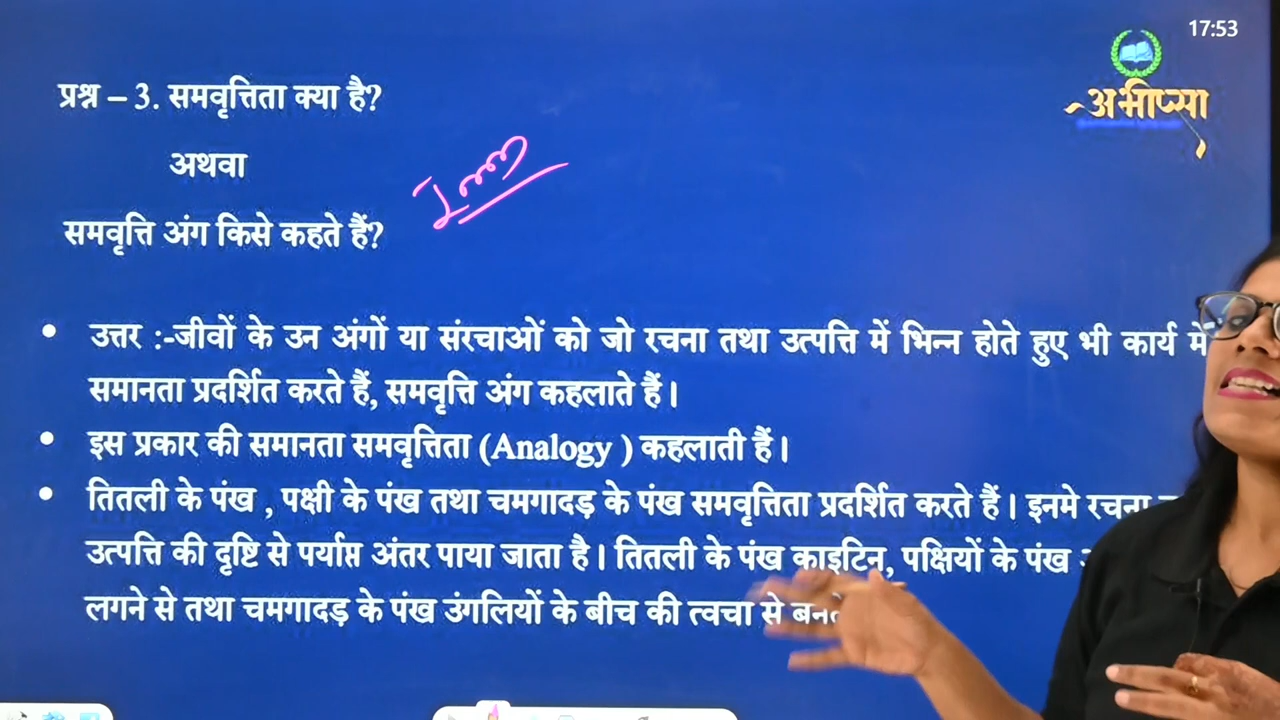 17:53
अभीप्सा
प्रश्न – 3. समवृत्तिता क्या है?
अथवा
समवृत्ति अंग किसे कहते हैं?
उत्तर :-जीवों के उन अंगों या संरचाओं को जो रचना तथा उत्पत्ति में भिन्न होते हुए भी कार्य में
समानता प्रदर्शित करते हैं, समवृत्ति अंग कहलाते हैं।
इस प्रकार की समानता समवृत्तिता (Analogy ) कहलाती हैं।
तितली के पंख , पक्षी के पंख तथा चमगादड़ के पंख समवृत्तिता प्रदर्शित करते हैं। इनमे रचना
उत्पत्ति की दृष्टि से पर्याप्त अंतर पाया जाता है। तितली के पंख काइटिन, पक्षियों के पंख
लगने से तथा चमगादड़ के पंख उंगलियों के बीच की त्वचा से